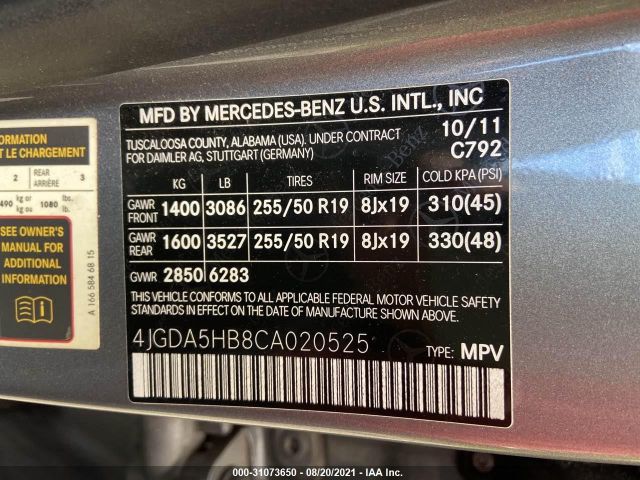 MFD BY MERCEDES-BENZ U.S. INTL., INC
TUSCALOOSA COUNTY, ALABAMA (USA). UNDER CONTRACT
FOR DAIMLER AG, STUTTGART (GERMANY)
10/11
C792
KG LB TIRES RIM SIZE COLD KPA (PSI)
GAWR FRONT 1400 3086 255/50 R19 8Jx19 310(45)
GAWR REAR 1600 3527 255/50 R19 8Jx19 330(48)
GVWR 2850 6283
THIS VEHICLE CONFORMS TO ALL APPLICABLE FEDERAL MOTOR VEHICLE SAFETY
STANDARDS IN EFFECT ON THE DATE OF MANUFACTURE SHOWN ABOVE.
4JGDA5HB8CA020525 TYPE: MPV
LE CHARGEMENT
2 REAR ARRIÈRE 3
490 kg or kg ou 1080 lbs. lb.
SEE OWNER'S
MANUAL FOR
ADDITIONAL
INFORMATION
A 166 584 68 15
Benz
000-31073650 - 08/20/2021 - IAA Inc.